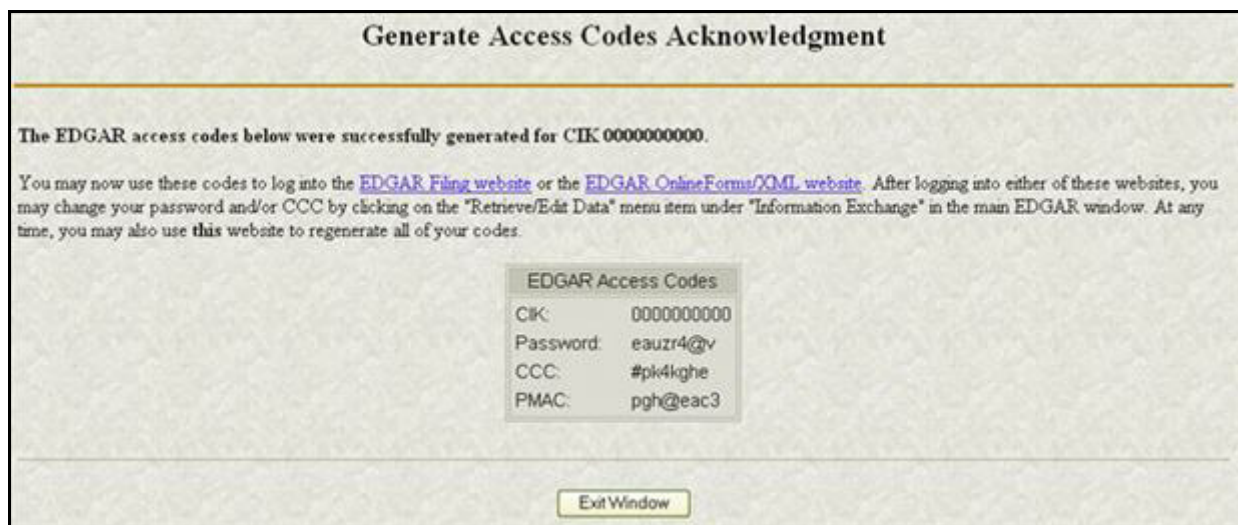 Generate Access Codes Acknowledgment
The EDGAR access codes below were successfully generated for CIK 0000000000.
You may now use these codes to log into the EDGAR Filing website or the EDGAR OnlineForms/XML website. After logging into either of these websites, you
may change your password and/or CCC by clicking on the "Retrieve/Edit Data" menu item under "Information Exchange" in the main EDGAR window. At any
time, you may also use this website to regenerate all of your codes.
EDGAR Access Codes
CIK: 0000000000
Password: eauzr4@v
CCC: #pk4kghe
PMAC: pgh@eac3
Exit Window